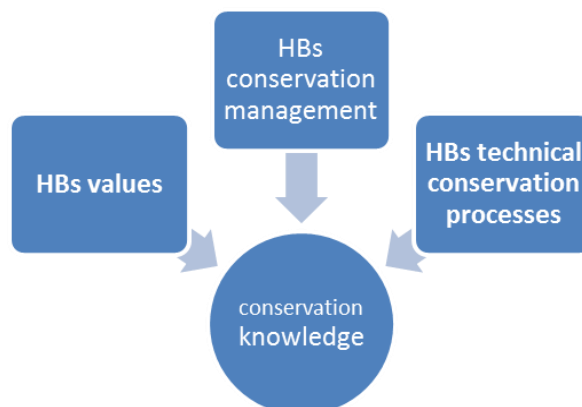 HBs
conservation
management
HBs values
HBs technical
conservation
processes
conservation
knowledge